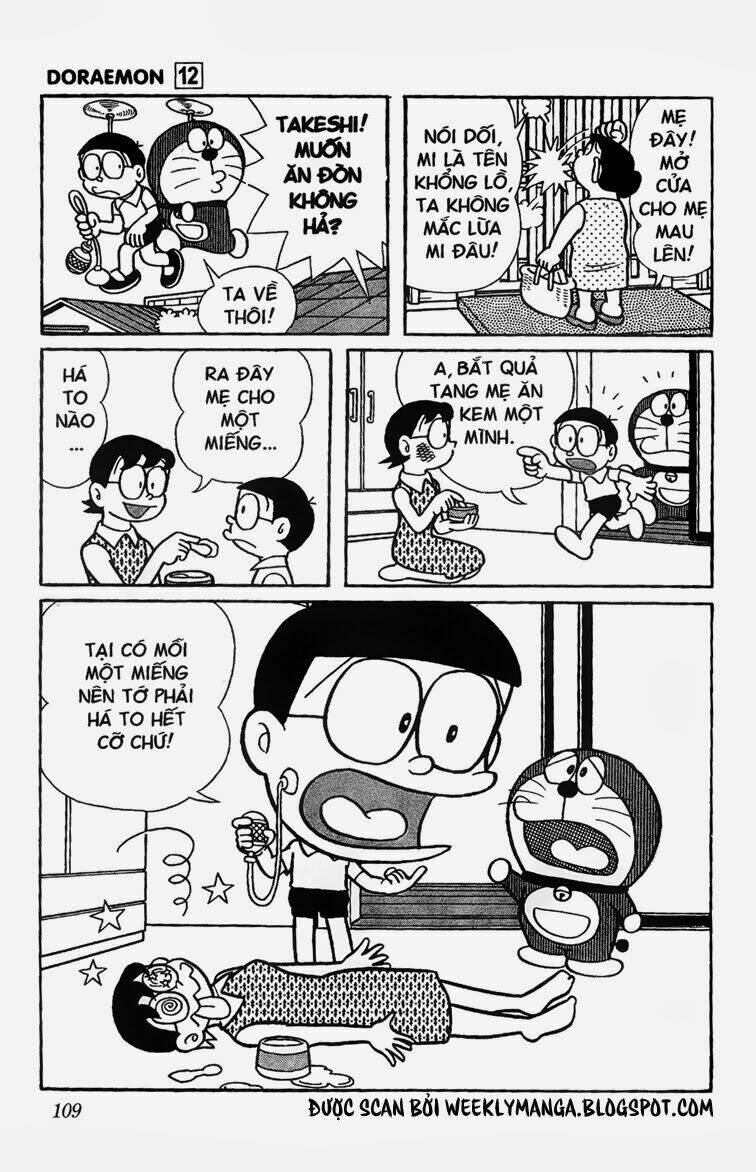 DORAEMON 12
MẸ
ĐÂY!
MỞ
CỬA
CHO MẸ
MAU
LÊN!
NÓI DỐI,
MI LÀ TÊN
KHỔNG LỒ,
TA KHÔNG
MẮC LỪA
MI ĐÂU!
TAKESHI!
MUỐN
ĂN ĐÒN
KHÔNG
HẢ?
TA VỀ
THÔI!
A, BẮT QUẢ
TANG MẸ ĂN
KEM MỘT
MÌNH.
RA ĐÂY
MẸ CHO
MỘT
MIẾNG...
HÁ
TO
NÀO
...
TẠI CÓ MỖI
MỘT MIẾNG
NÊN TỚ PHẢI
HÁ TO HẾT
CỠ CHỨ!
109
ĐƯỢC SCAN BỞI WEEKLYMANGA.BLOGSPOT.COM